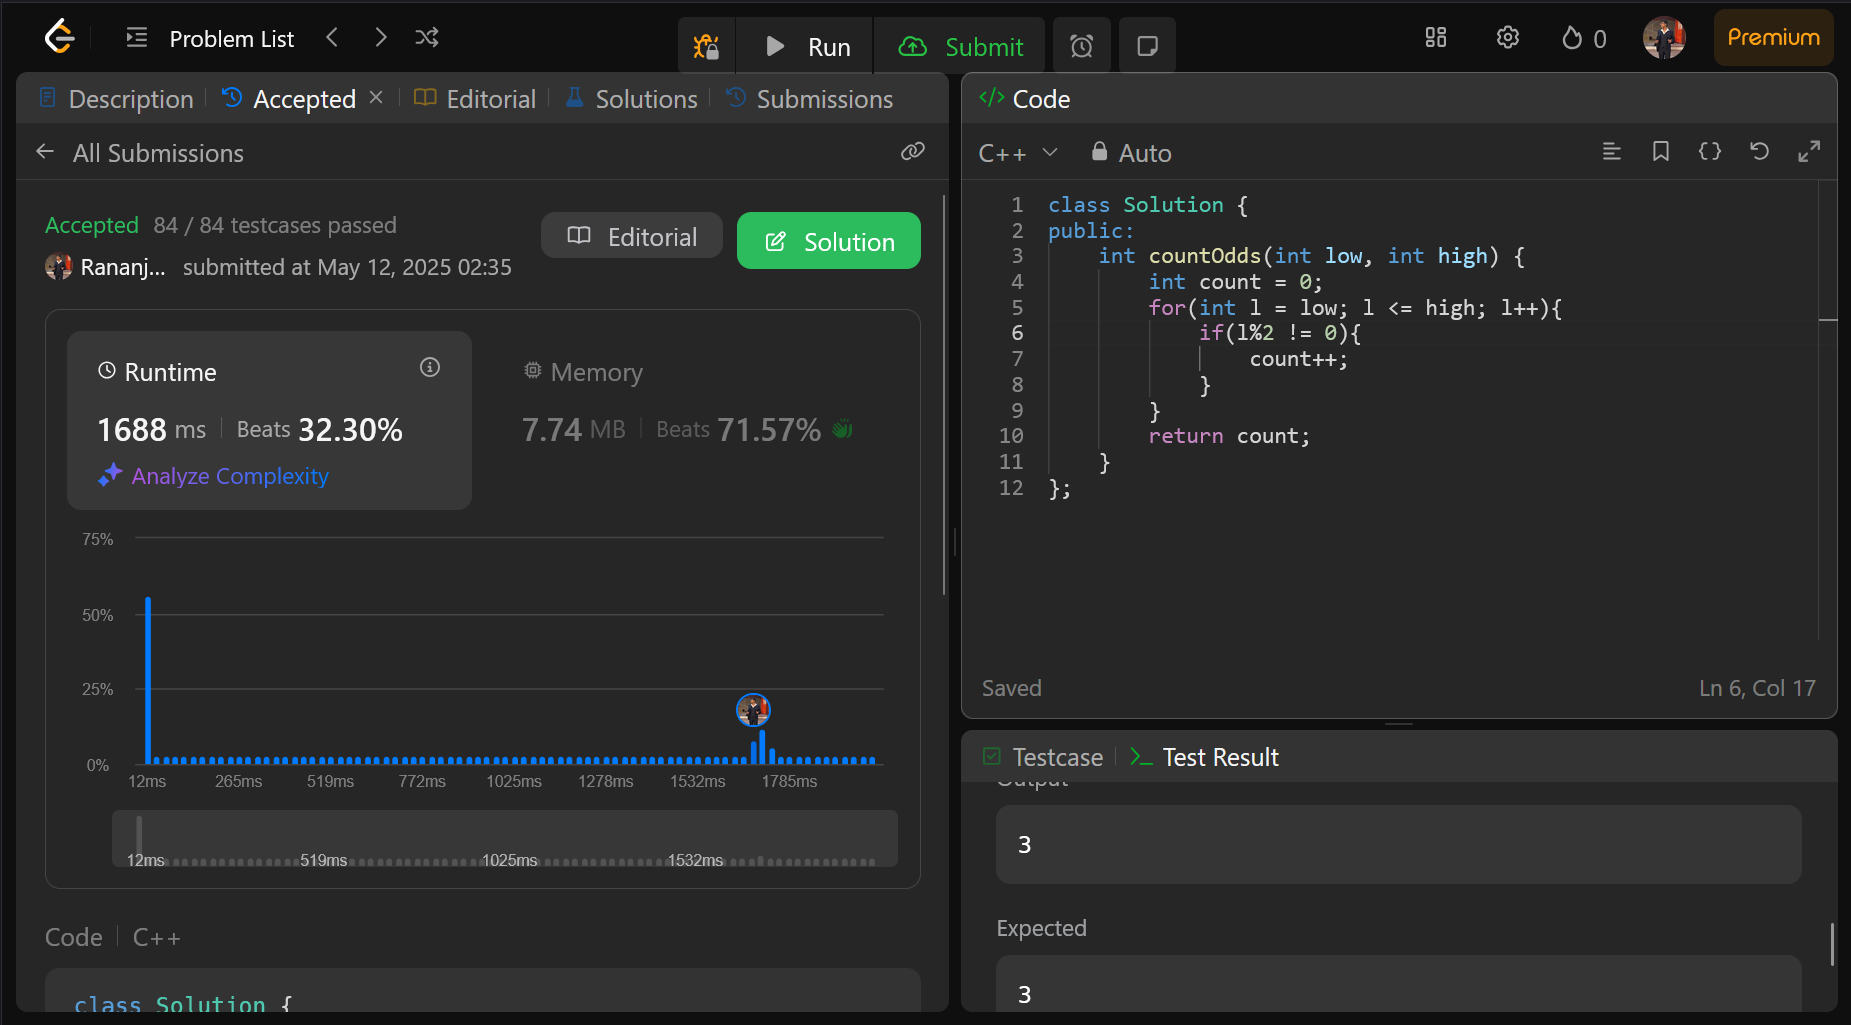 Problem List
Run
Submit
0
Premium
Description
Accepted
Editorial
Solutions
Submissions
All Submissions
Accepted 84 / 84 testcases passed
Rananj... submitted at May 12, 2025 02:35
Editorial
Solution
Runtime
1688 ms Beats 32.30%
Analyze Complexity
Memory
7.74 MB Beats 71.57%
75%
50%
25%
0%
12ms 265ms 519ms 772ms 1025ms 1278ms 1532ms 1785ms
12ms 519ms 1025ms 1532ms
Code C++
class Solution {
Code
C++ Auto
1 class Solution {
2 public:
3 int countOdds(int low, int high) {
4 int count = 0;
5 for(int l = low; l <= high; l++){
6 if(l%2 != 0){
7 count++;
8 }
9 }
10 return count;
11 }
12 };
Saved
Ln 6, Col 17
Testcase
Test Result
Output
3
Expected
3